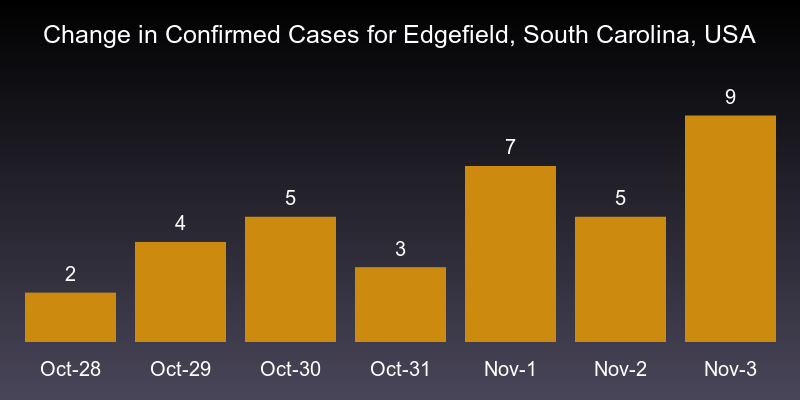 Change in Confirmed Cases for Edgefield, South Carolina, USA
2 4 5 3 7 5 9
Oct-28 Oct-29 Oct-30 Oct-31 Nov-1 Nov-2 Nov-3